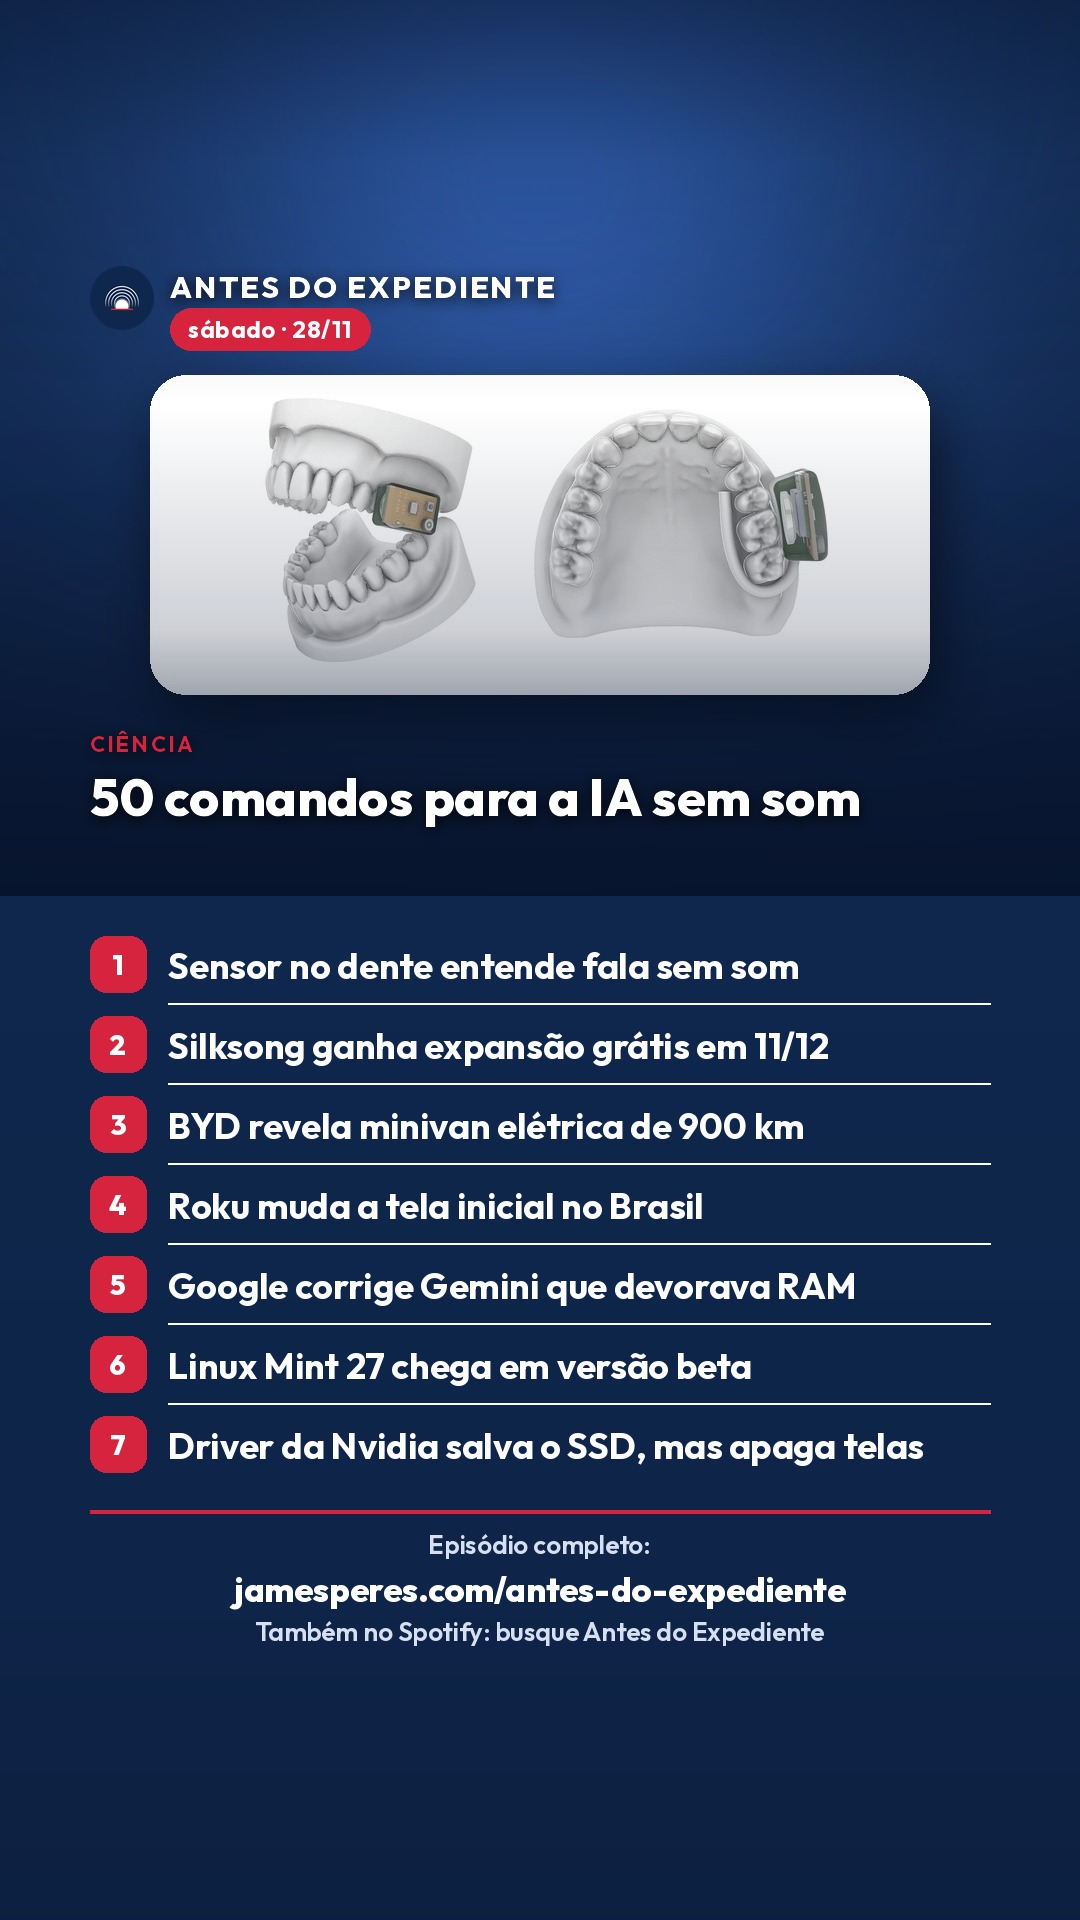 ANTES DO EXPEDIENTE
sábado · 28/11
CIÊNCIA
50 comandos para a IA sem som
1 Sensor no dente entende fala sem som
2 Silksong ganha expansão grátis em 11/12
3 BYD revela minivan elétrica de 900 km
4 Roku muda a tela inicial no Brasil
5 Google corrige Gemini que devorava RAM
6 Linux Mint 27 chega em versão beta
7 Driver da Nvidia salva o SSD, mas apaga telas
Episódio completo:
jamesperes.com/antes-do-expediente
Também no Spotify: busque Antes do Expediente